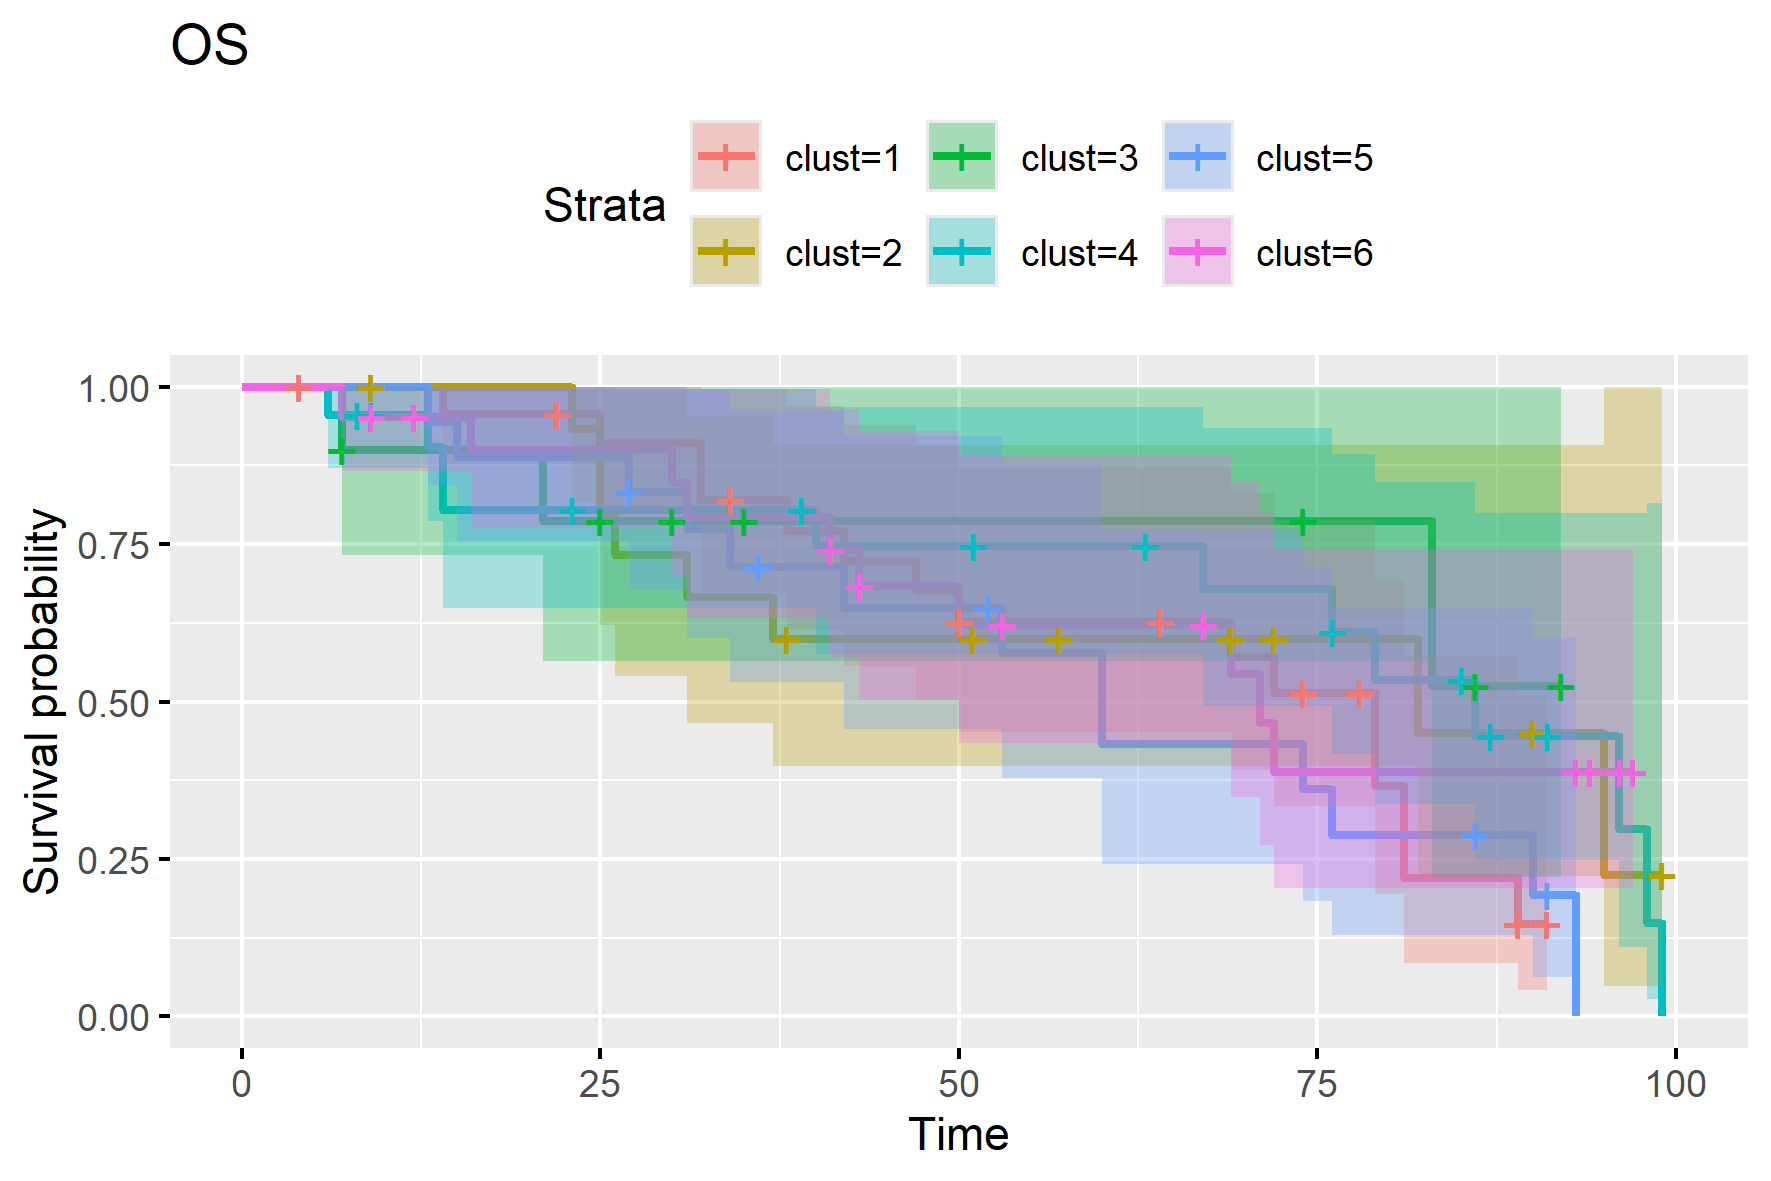 OS
Strata
clust=1
clust=3
clust=5
clust=2
clust=4
clust=6
1.00
0.75
0.50
0.25
0.00
Survival probability
0
25
50
75
100
Time